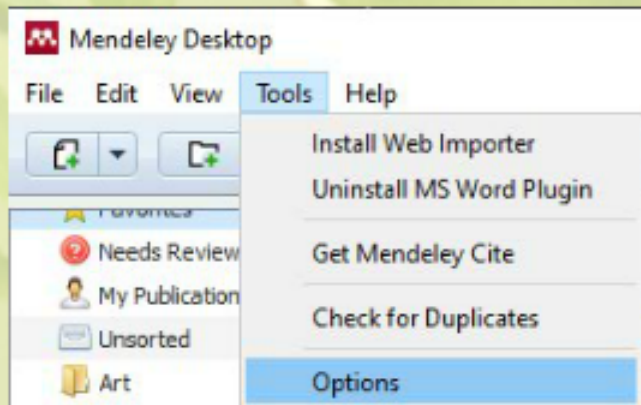 Mendeley Desktop
File Edit View Tools Help
Install Web Importer
Uninstall MS Word Plugin
Favorites
Needs Review
Get Mendeley Cite
My Publication
Check for Duplicates
Unsorted
Art
Options